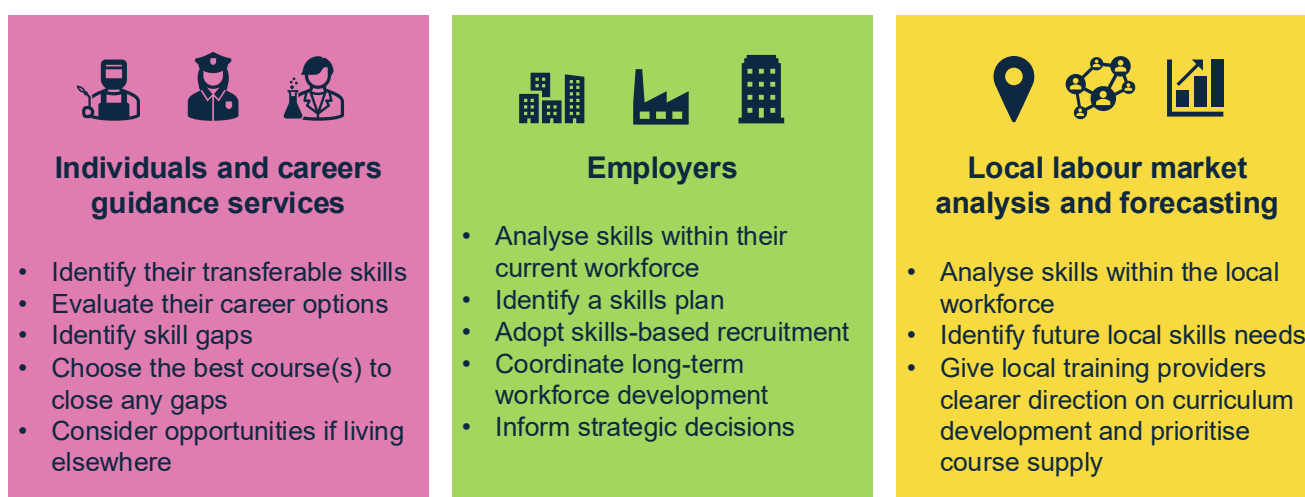 Individuals and careers
guidance services
• Identify their transferable skills
• Evaluate their career options
• Identify skill gaps
• Choose the best course(s) to
close any gaps
• Consider opportunities if living
elsewhere
Employers
• Analyse skills within their
current workforce
• Identify a skills plan
• Adopt skills-based recruitment
• Coordinate long-term
workforce development
• Inform strategic decisions
Local labour market
analysis and forecasting
• Analyse skills within the local
workforce
• Identify future local skills needs
• Give local training providers
clearer direction on curriculum
development and prioritise
course supply